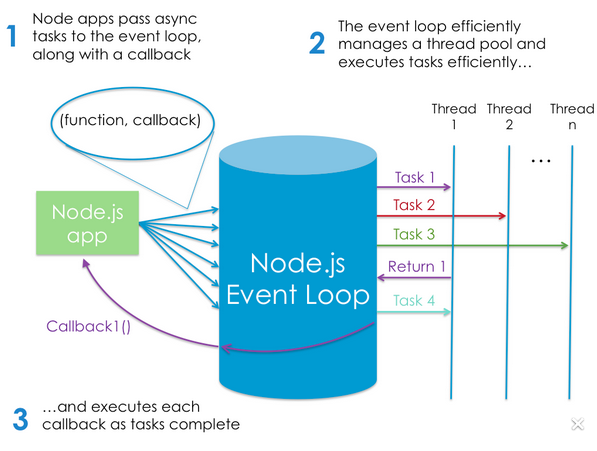 1
Node apps pass async
tasks to the event loop,
along with a callback
2
The event loop efficiently
manages a thread pool and
executes tasks efficiently…
(function, callback)
Thread
1
Thread
2
Thread
n
...
Node.js
app
Node.js
Event Loop
Task 1
Task 2
Task 3
Return 1
Task 4
Callback1()
3
…and executes each
callback as tasks complete